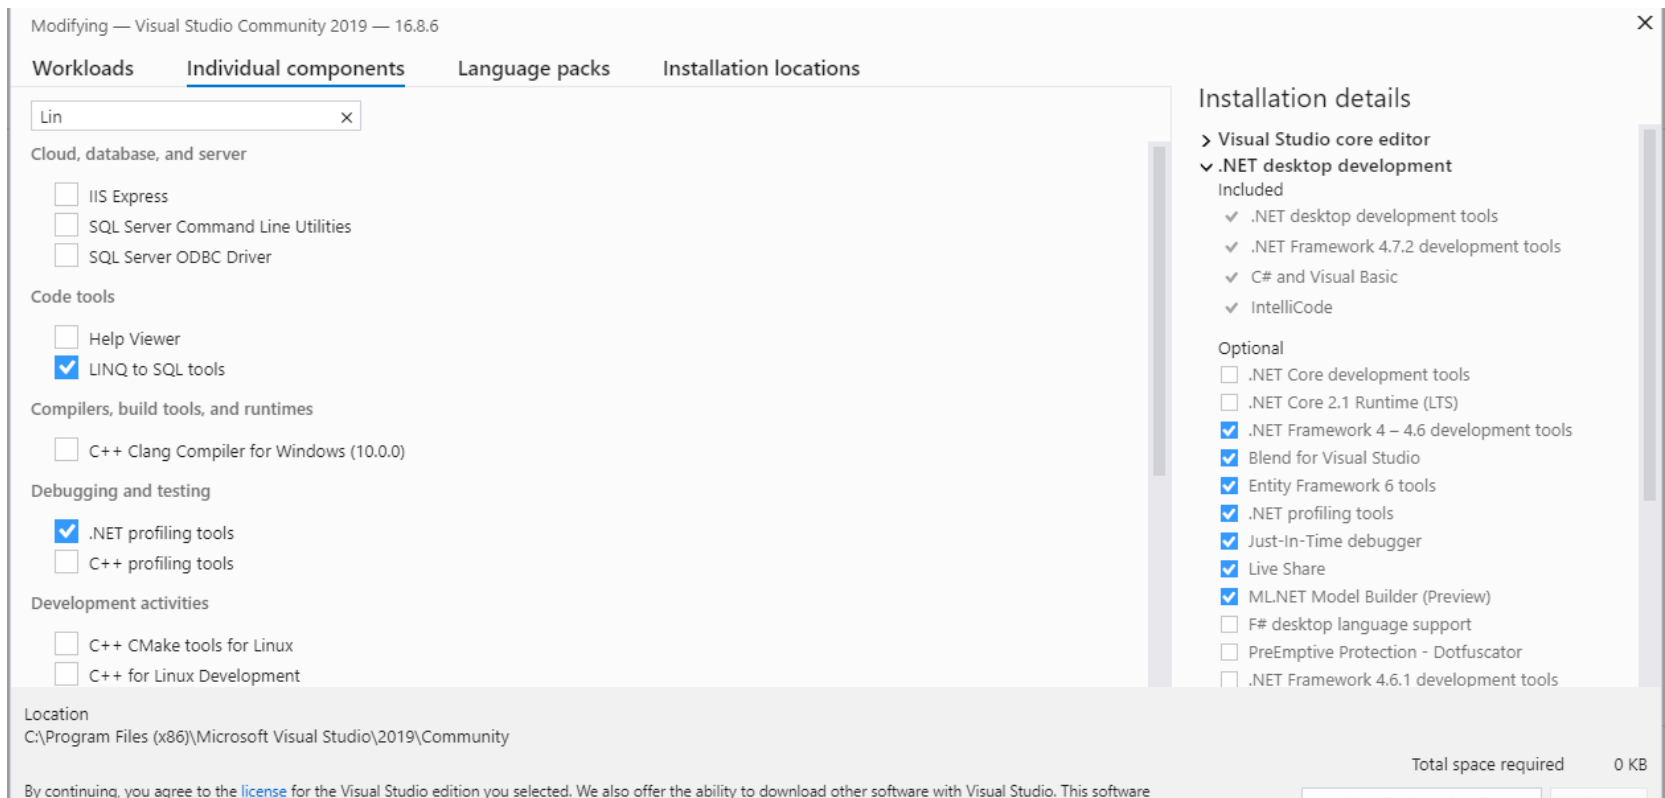 Modifying — Visual Studio Community 2019 — 16.8.6
Workloads
Individual components
Language packs
Installation locations
Lin
Cloud, database, and server
IIS Express
SQL Server Command Line Utilities
SQL Server ODBC Driver
Code tools
Help Viewer
LINQ to SQL tools
Compilers, build tools, and runtimes
C++ Clang Compiler for Windows (10.0.0)
Debugging and testing
.NET profiling tools
C++ profiling tools
Development activities
C++ CMake tools for Linux
C++ for Linux Development
Installation details
Visual Studio core editor
.NET desktop development
Included
.NET desktop development tools
.NET Framework 4.7.2 development tools
C# and Visual Basic
IntelliCode
Optional
.NET Core development tools
.NET Core 2.1 Runtime (LTS)
.NET Framework 4 – 4.6 development tools
Blend for Visual Studio
Entity Framework 6 tools
.NET profiling tools
Just-In-Time debugger
Live Share
ML.NET Model Builder (Preview)
F# desktop language support
PreEmptive Protection - Dotfuscator
.NET Framework 4.6.1 development tools
Location
C:\Program Files (x86)\Microsoft Visual Studio\2019\Community
Total space required 0 KB
By continuing, you agree to the license for the Visual Studio edition you selected. We also offer the ability to download other software with Visual Studio. This software